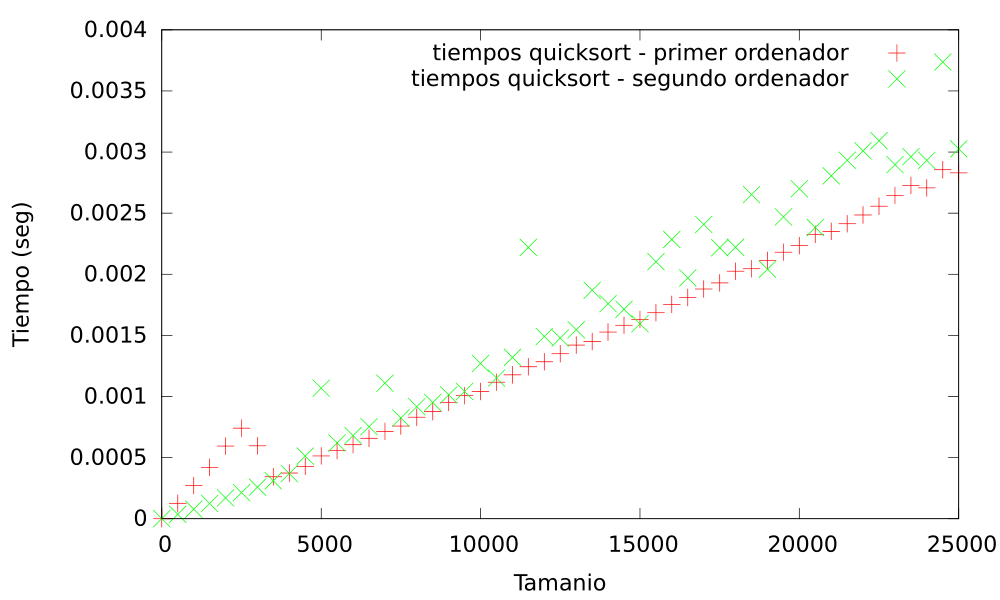 0.004
tiempos quicksort - primer ordenador
tiempos quicksort - segundo ordenador
0.0035
0.003
0.0025
Tiempo (seg)
0.002
0.0015
0.001
0.0005
0
0 5000 10000 15000 20000 25000
Tamanio